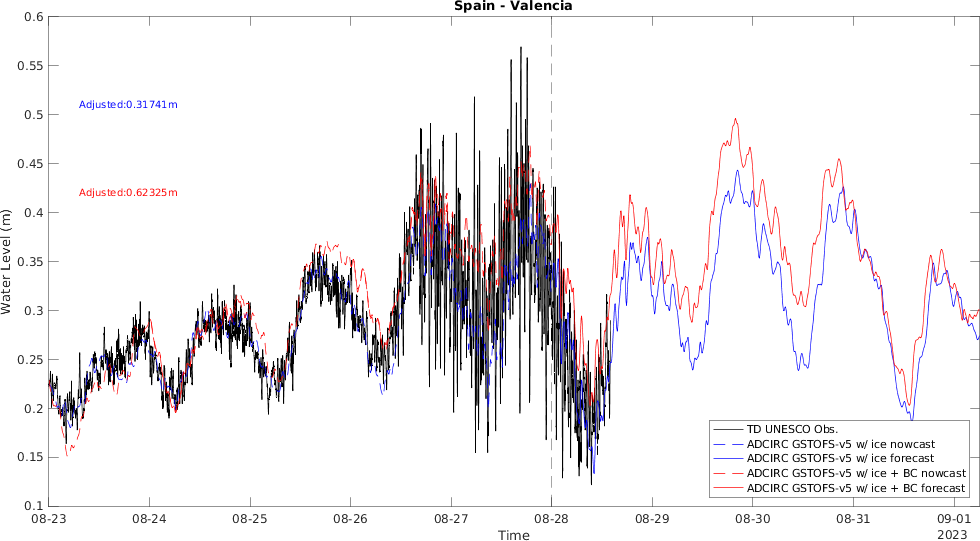 Spain - Valencia
0.6
0.55
0.5
0.45
0.4
0.35
0.3
0.25
0.2
0.15
0.1
Water Level (m)
Adjusted:0.31741m
Adjusted:0.62325m
TD UNESCO Obs.
ADCIRC GSTOFS-v5 w/ ice nowcast
ADCIRC GSTOFS-v5 w/ ice forecast
ADCIRC GSTOFS-v5 w/ ice + BC nowcast
ADCIRC GSTOFS-v5 w/ ice + BC forecast
08-23 08-24 08-25 08-26 08-27 08-28 08-29 08-30 08-31 09-01
2023
Time